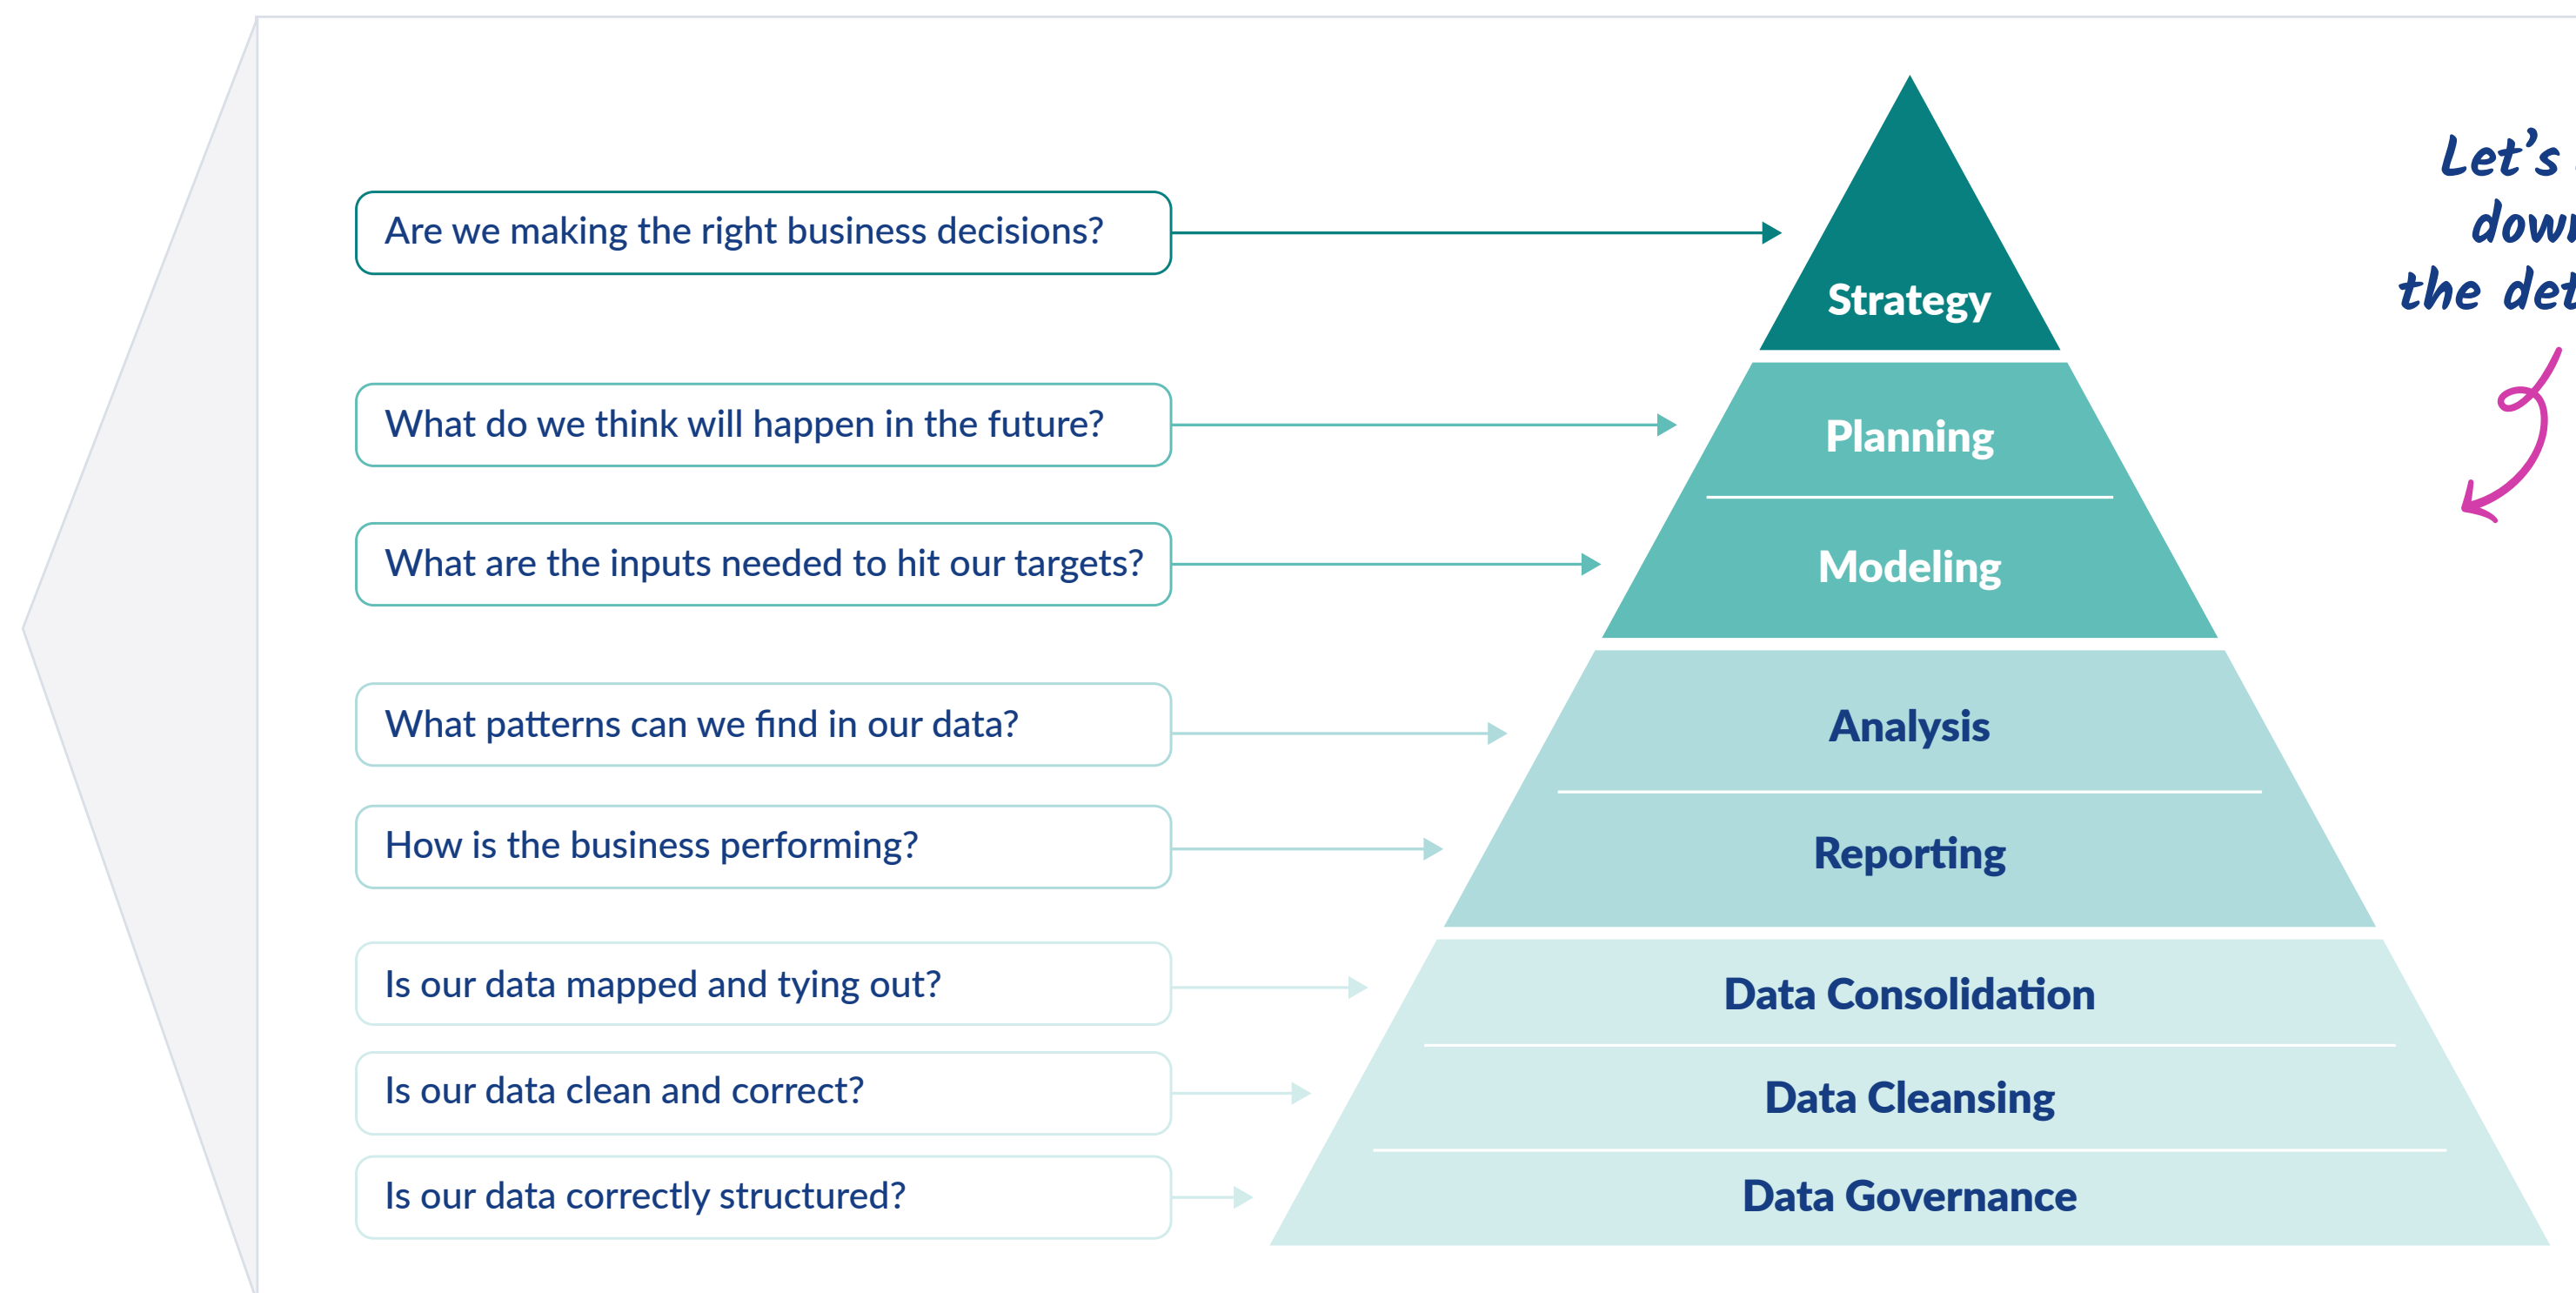 Are we making the right business decisions?
What do we think will happen in the future?
What are the inputs needed to hit our targets?
What patterns can we find in our data?
How is the business performing?
Is our data mapped and tying out?
Is our data clean and correct?
Is our data correctly structured?
Strategy
Planning
Modeling
Analysis
Reporting
Data Consolidation
Data Cleansing
Data Governance
Let's
the